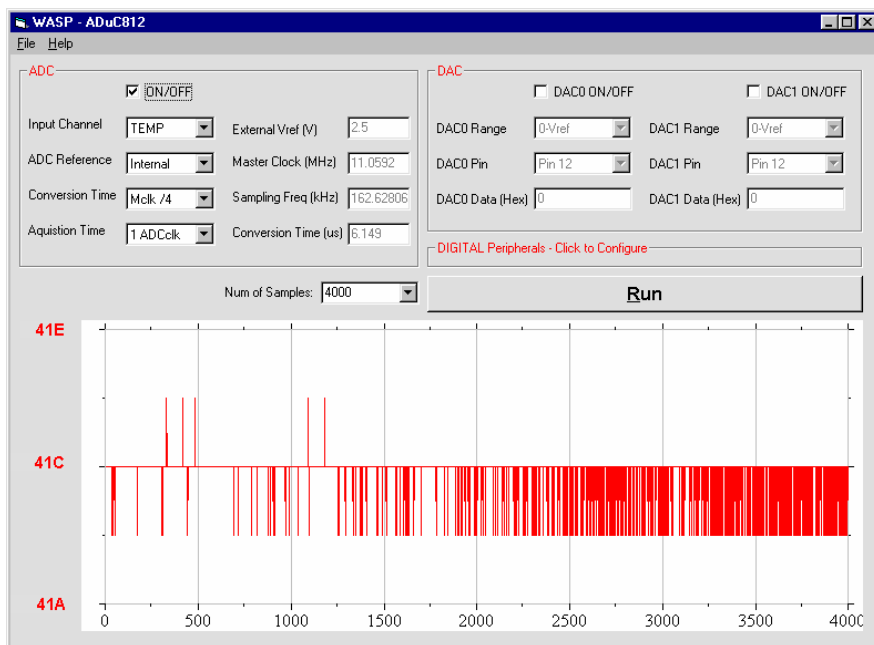 WASP - ADuC812
File Help
ADC
ON/OFF
Input Channel TEMP External Vref (V) 2.5
ADC Reference Internal Master Clock (MHz) 11.0592
Conversion Time Mclk /4 Sampling Freq (kHz) 162.62806
Aquistion Time 1 ADCclk Conversion Time (us) 6.149
DAC
DAC0 ON/OFF DAC1 ON/OFF
DAC0 Range 0-Vref DAC1 Range 0-Vref
DAC0 Pin Pin 12 DAC1 Pin Pin 12
DAC0 Data (Hex) 0 DAC1 Data (Hex) 0
DIGITAL Peripherals - Click to Configure
Num of Samples: 4000 Run
41E
41C
41A
0 500 1000 1500 2000 2500 3000 3500 4000